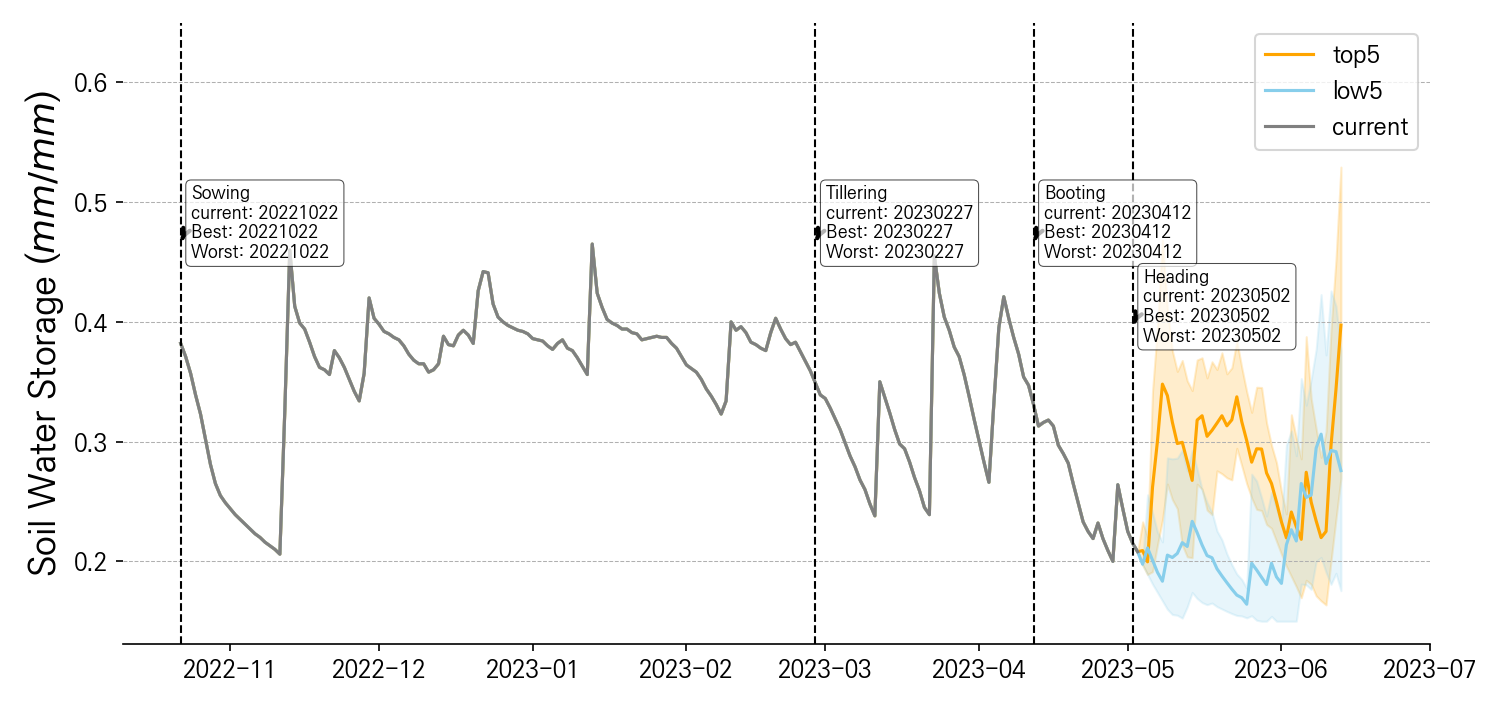 Soil Water Storage (mm/mm)
0.6
0.5
0.4
0.3
0.2
top5
low5
current
Sowing
current: 20221022
Best: 20221022
Worst: 20221022
Tillering
current: 20230227
Best: 20230227
Worst: 20230227
Booting
current: 20230412
Best: 20230412
Worst: 20230412
Heading
current: 20230502
Best: 20230502
Worst: 20230502
2022-11
2022-12
2023-01
2023-02
2023-03
2023-04
2023-05
2023-06
2023-07